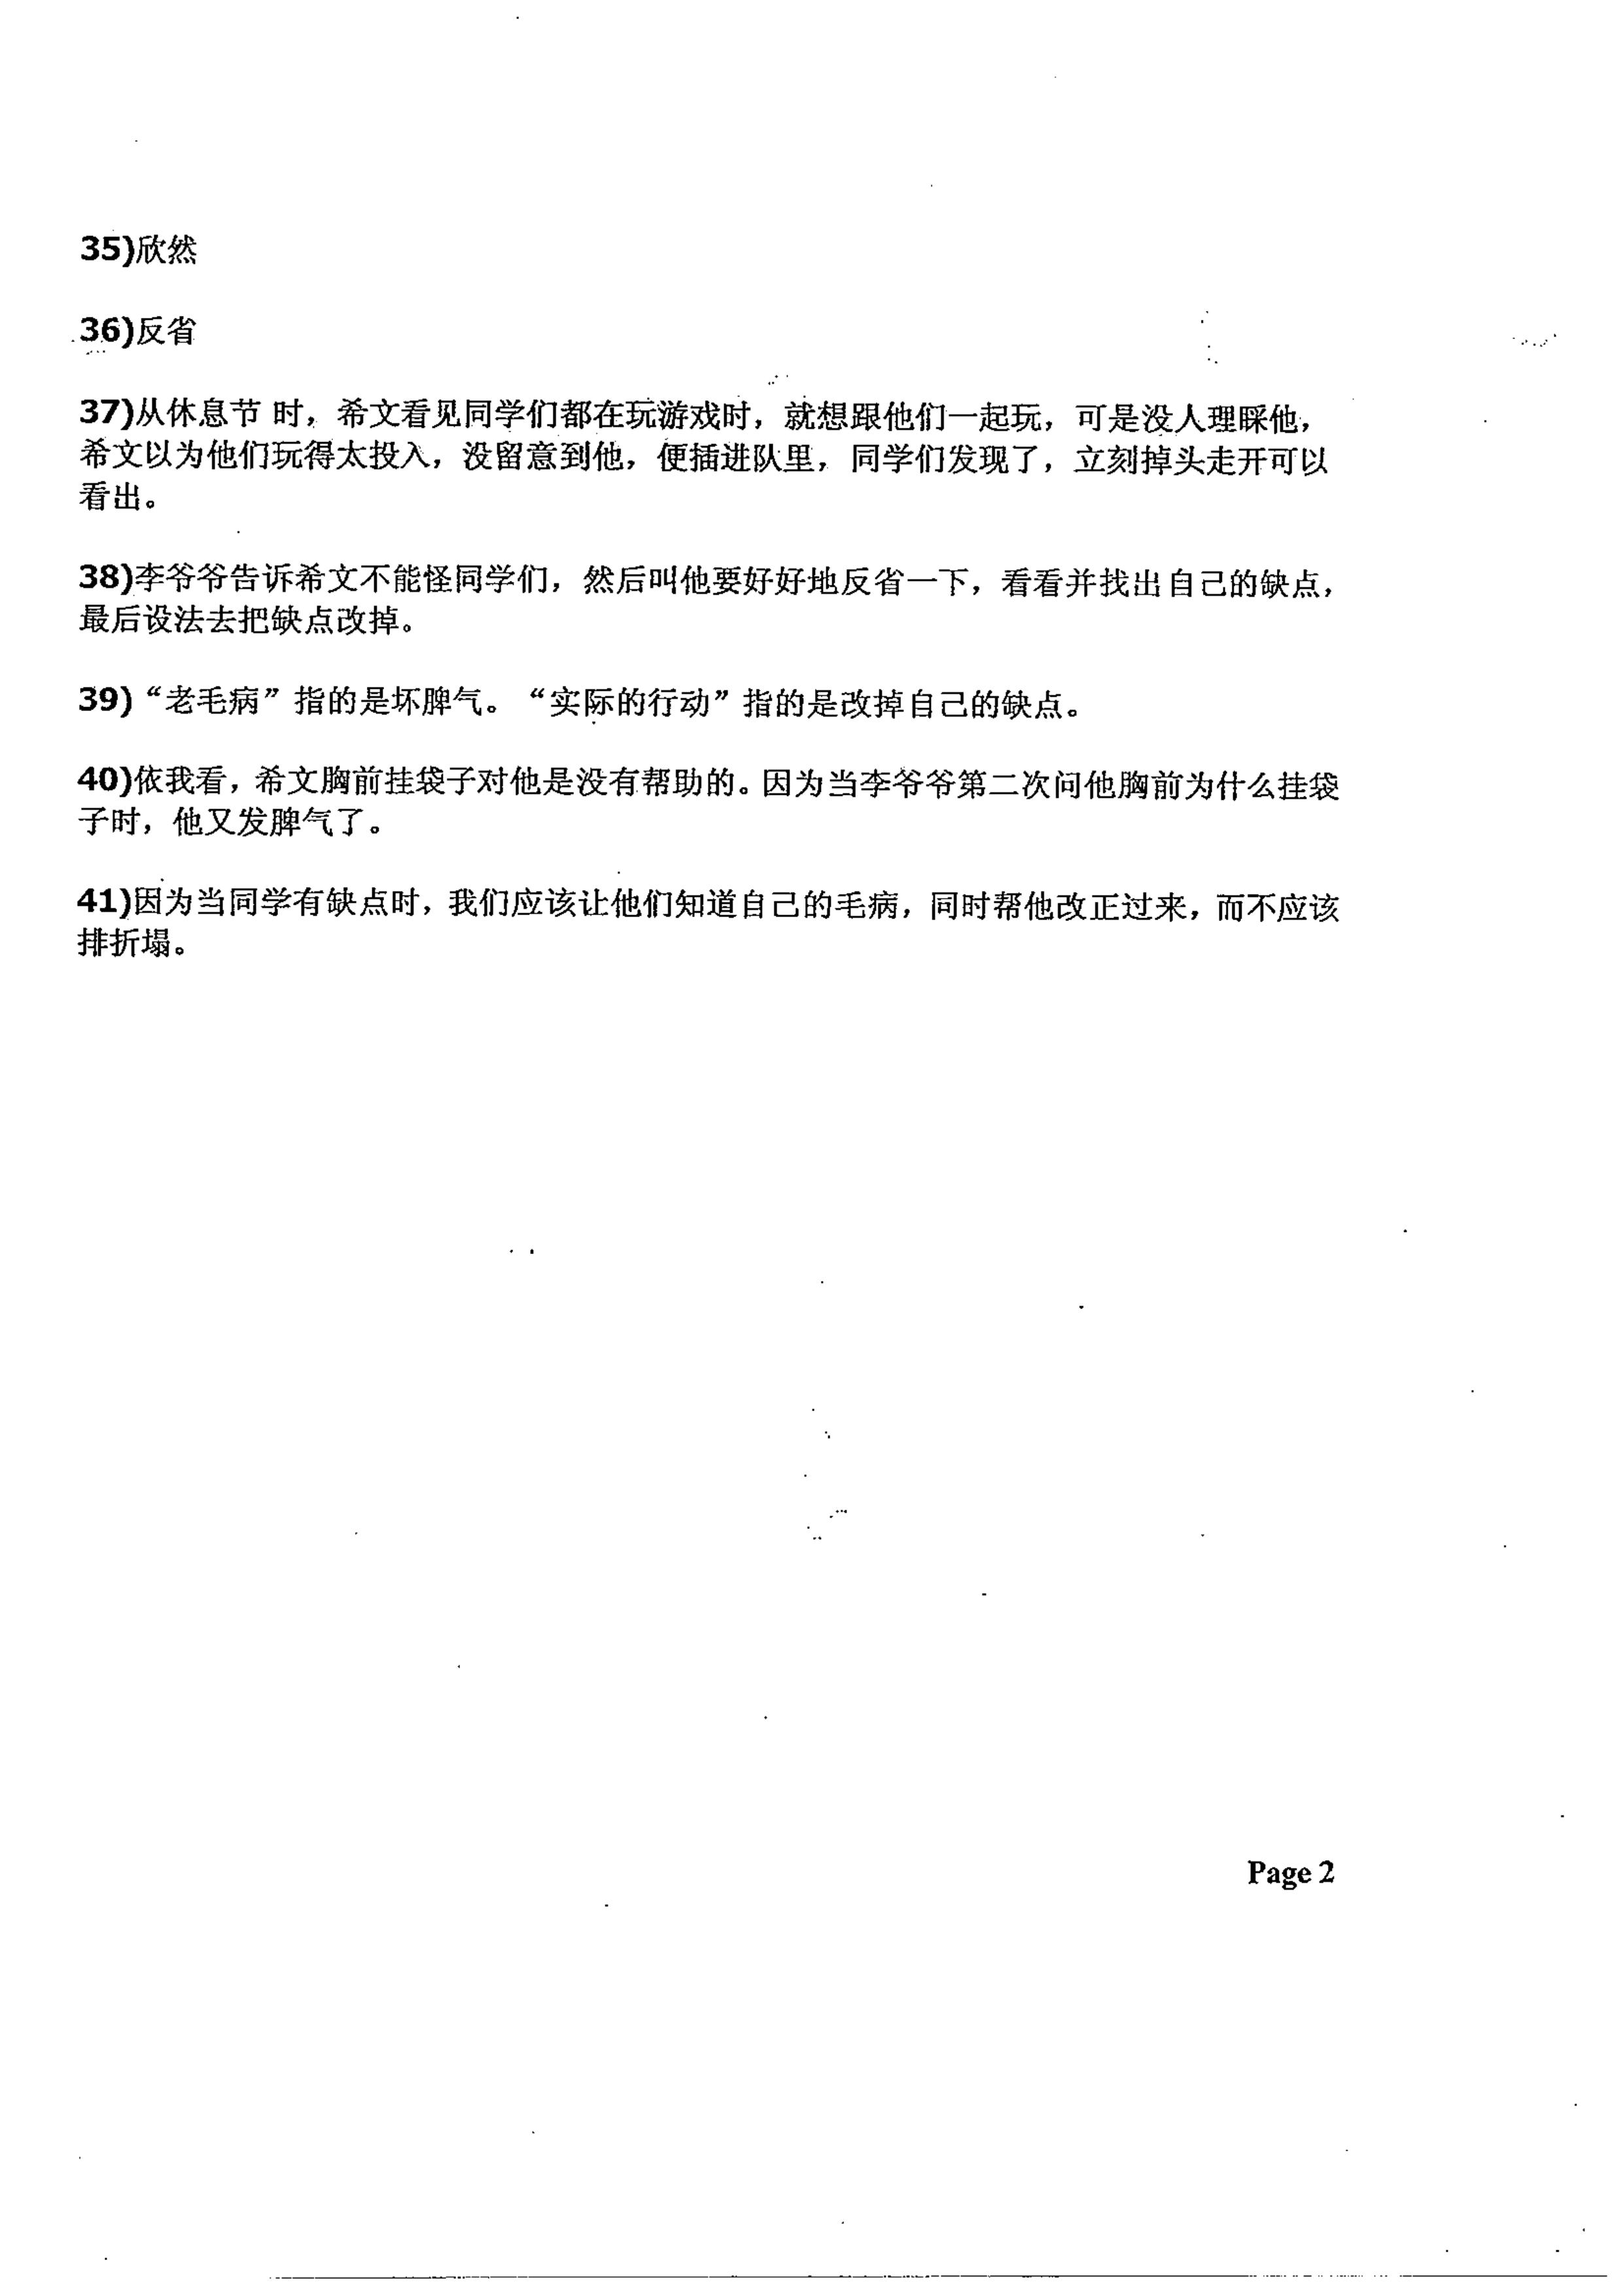 35)欣然
36)反省
37)从休息节 时，希文看见同学们都在玩游戏时，就想跟他们一起玩，可是没人理睬他，
希文以为他们玩得太投入，没留意到他，便插进队里，同学们发现了，立刻掉头走开可以
看出。
38)李爷爷告诉希文不能怪同学们，然后叫他要好好地反省一下，看看并找出自己的缺点，
最后设法去把缺点改掉。
39)“老毛病”指的是坏脾气。“实际的行动”指的是改掉自己的缺点。
40)依我看，希文胸前挂袋子对他是没有帮助的。因为当李爷爷第二次问他胸前为什么挂袋
子时，他又发脾气了。
41)因为当同学有缺点时，我们应该让他们知道自己的毛病，同时帮他改正过来，而不应该
排折塌。
Page 2